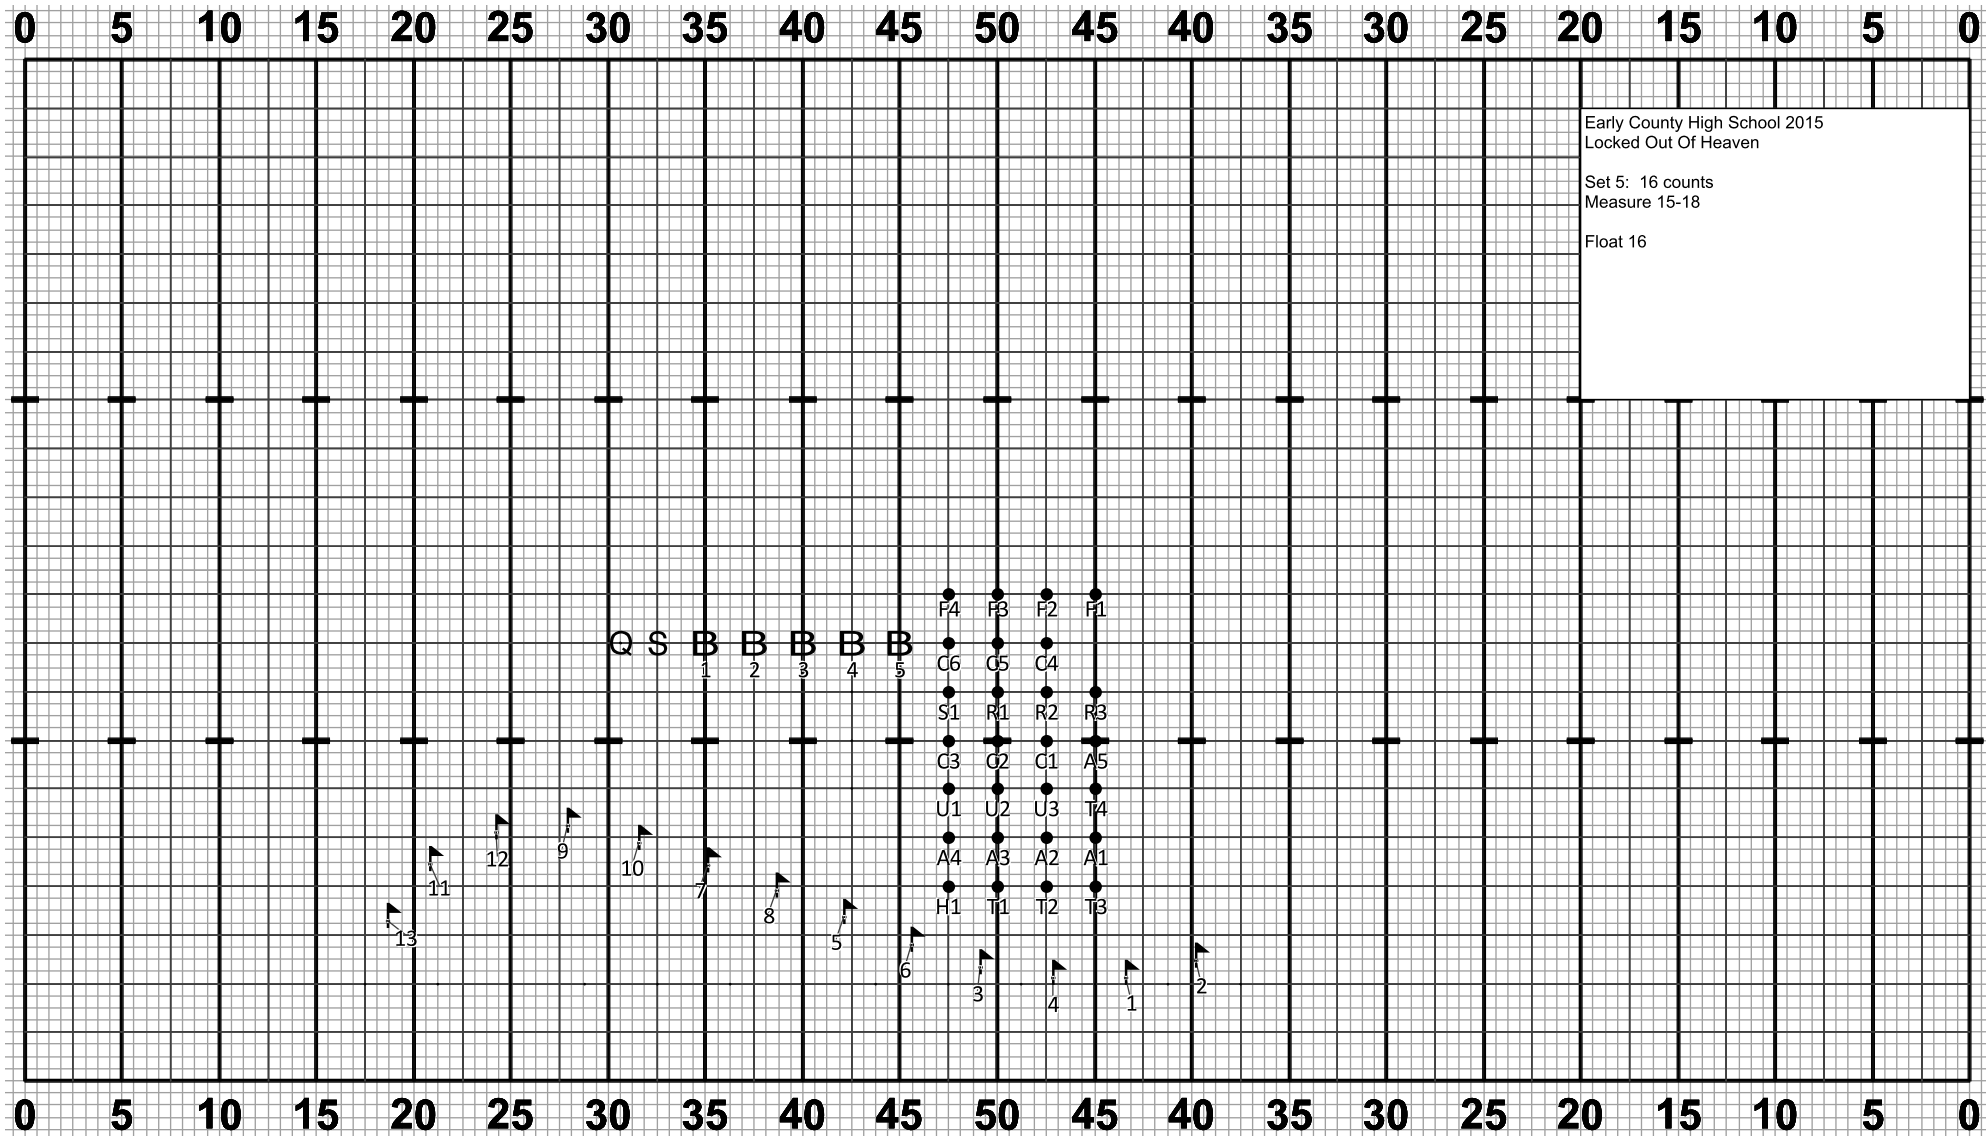 0 5 10 15 20 25 30 35 40 45 50 45 40 35 30 25 20 15 10 5 0
Early County High School 2015
Locked Out Of Heaven
Set 5: 16 counts
Measure 15-18
Float 16
F4 F3 F2 F1
Q S B B B B B
1 2 3 4 5
C6 C5 C4
S1 R1 R2 R3
C3 C2 C1 A5
U1 U2 U3 T4
A4 A3 A2 A1
H1 T1 T2 T3
13 11 12 9 10 7 8 5 6 3 4 1 2
0 5 10 15 20 25 30 35 40 45 50 45 40 35 30 25 20 15 10 5 0